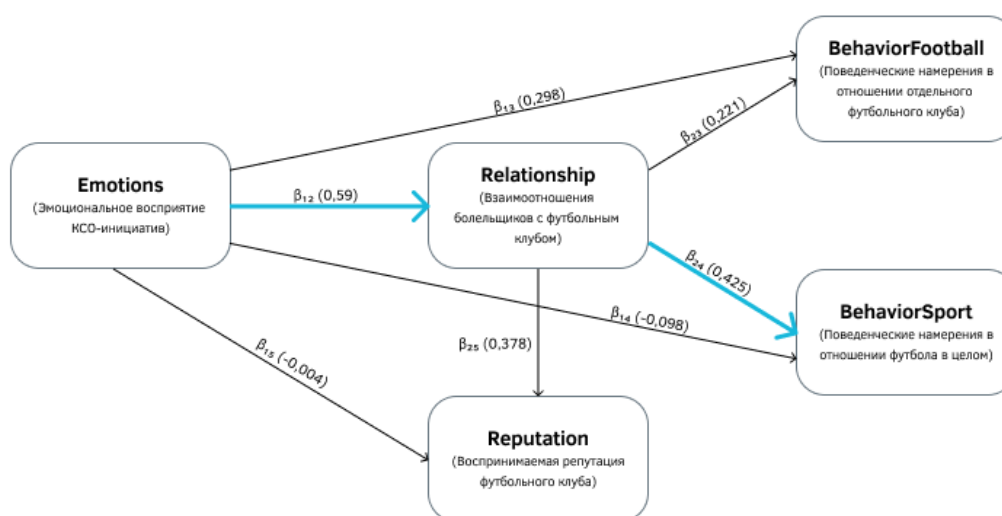 BehaviorFootball
(Поведенческие намерения в
отношении отдельного
футбольного клуба)
β₁₃ (0,298)
β₂₃ (0,221)
Emotions
(Эмоциональное восприятие
КСО-инициатив)
β₁₂ (0,59)
Relationship
(Взаимоотношения
болельщиков с футбольным
клубом)
β₂₄ (0,425)
BehaviorSport
(Поведенческие намерения в
отношении футбола в целом)
β₁₄ (-0,098)
β₁₅ (-0,004)
β₂₅ (0,378)
Reputation
(Воспринимаемая репутация
футбольного клуба)